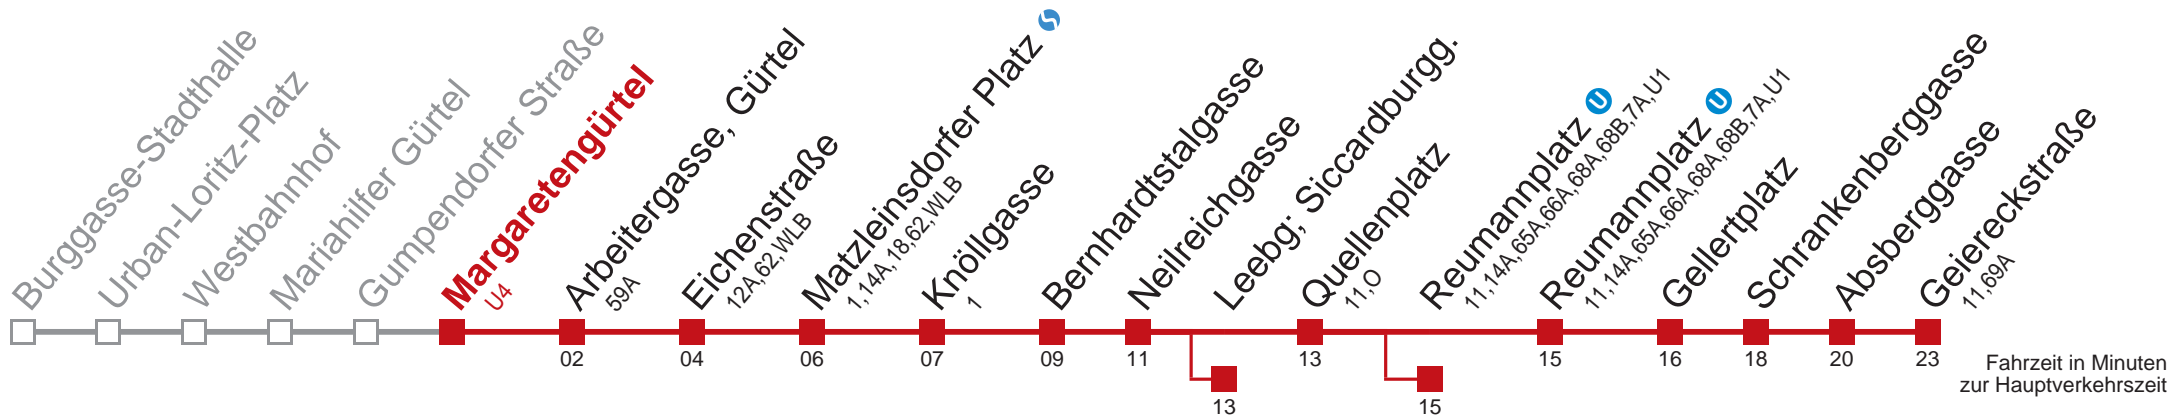 Burggasse-Stadthalle
Urban-Loritz-Platz
Westbahnhof
Mariahilfer Gürtel
Gumpendorfer Straße
Margaretengürtel
U4
Arbeitergasse, Gürtel
59A
02
Eichenstraße
12A,62,WLB
04
Matzleinsdorfer Platz
1,14A,18,62,WLB
06
Knöllgasse
1
07
Bernhardtstalgasse
09
Neilreichgasse
11
Leebg; Siccardburgg.
13
Quellenplatz
11,O
13
Reumannplatz U
11,14A,65A,66A,68A,68B,7A,U1
15
Reumannplatz U
11,14A,65A,66A,68A,68B,7A,U1
15
Gellertplatz
16
Schrankenberggasse
18
Absberggasse
20
Geiereckstraße
11,69A
23
Fahrzeit in Minuten
zur Hauptverkehrszeit